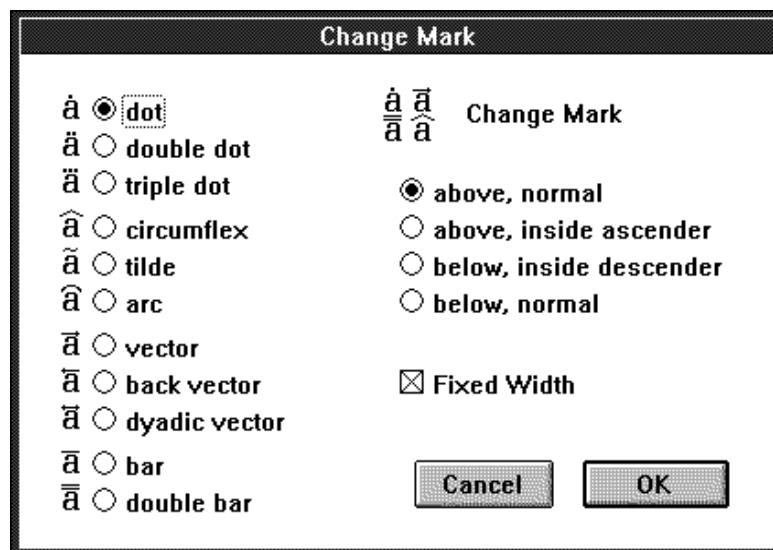 Change Mark
ȧ dot
ä double dot
a⃛ triple dot
â circumflex
ã tilde
ȃ arc
a⃗ vector
a⃖ back vector
a⃡ dyadic vector
ā bar
a̿ double bar
ȧ a⃗
a̿ â
Change Mark
above, normal
above, inside ascender
below, inside descender
below, normal
Fixed Width
Cancel
OK